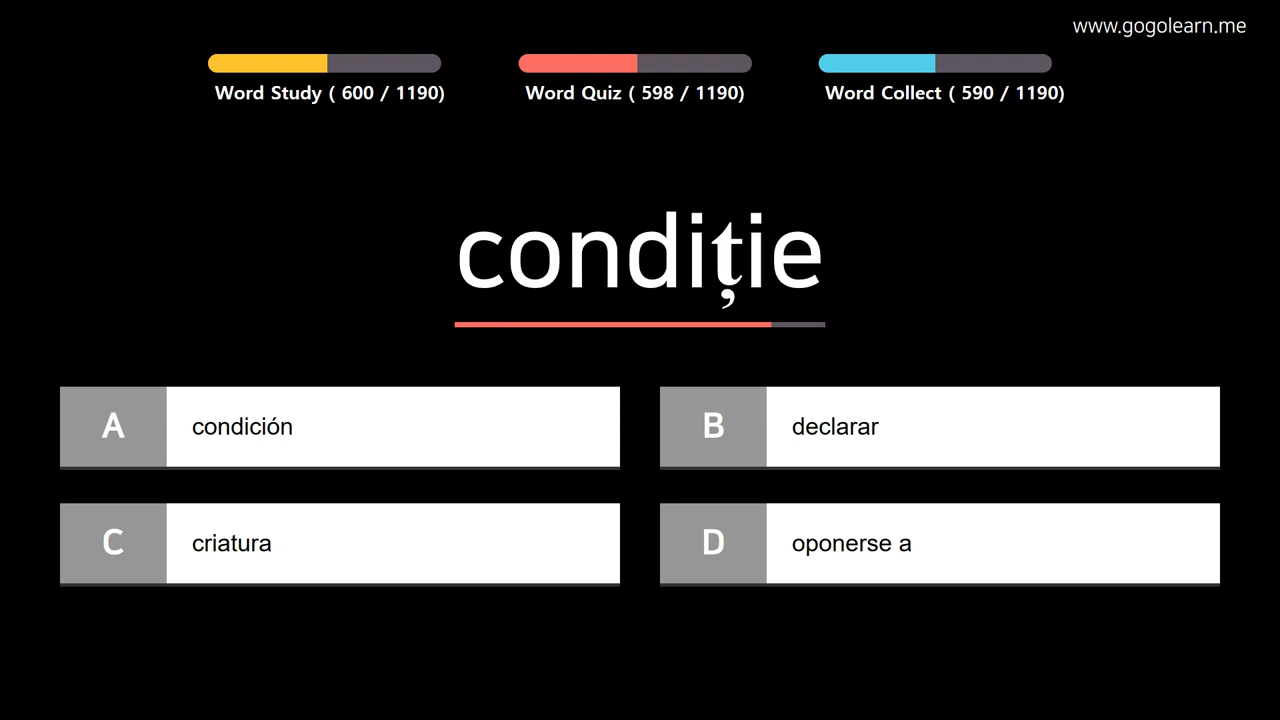 www.gogolearn.me
Word Study ( 600 / 1190)
Word Quiz ( 598 / 1190)
Word Collect ( 590 / 1190)
condiție
A condición
B declarar
C criatura
D oponerse a